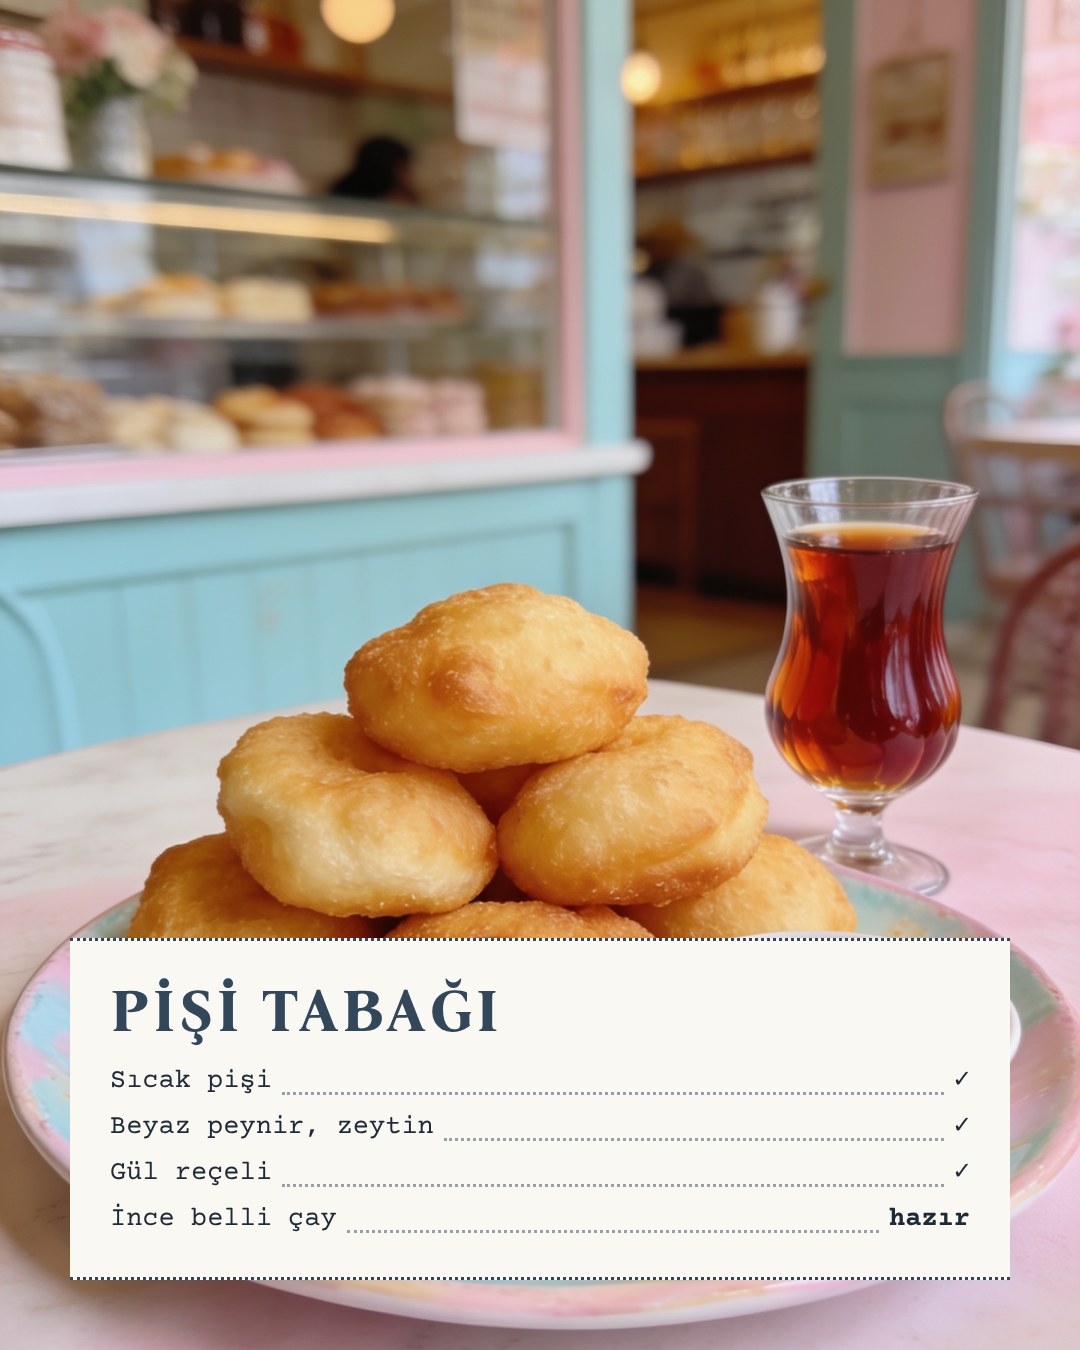 PİŞİ TABAĞI
Sıcak pişi ✓
Beyaz peynir, zeytin ✓
Gül reçeli ✓
İnce belli çay hazır